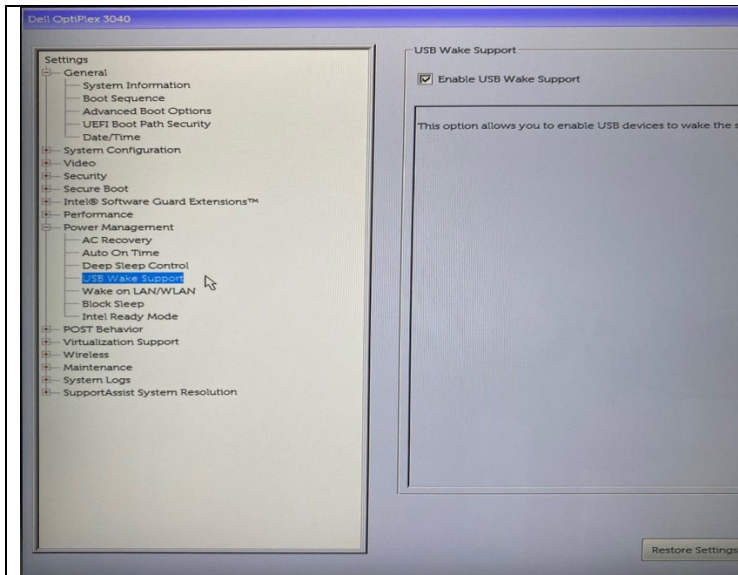 Dell OptiPlex 3040
Settings
General
System Information
Boot Sequence
Advanced Boot Options
UEFI Boot Path Security
Date/Time
System Configuration
Video
Security
Secure Boot
Intel® Software Guard Extensions™
Performance
Power Management
AC Recovery
Auto On Time
Deep Sleep Control
USB Wake Support
Wake on LAN/WLAN
Block Sleep
Intel Ready Mode
POST Behavior
Virtualization Support
Wireless
Maintenance
System Logs
SupportAssist System Resolution
USB Wake Support
Enable USB Wake Support
This option allows you to enable USB devices to wake the s
Restore Settings